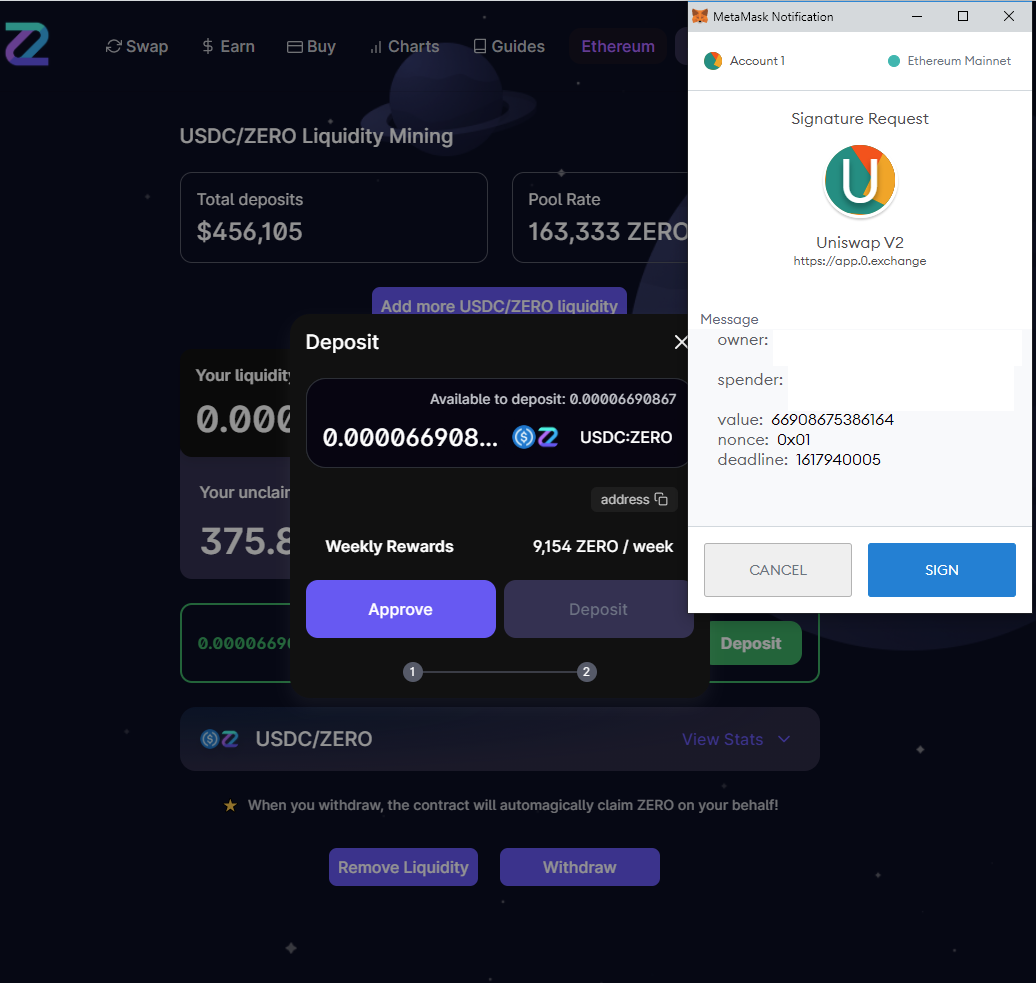 Swap
Earn
Buy
Charts
Guides
Ethereum
USDC/ZERO Liquidity Mining
Total deposits
$456,105
Pool Rate
163,333 ZERO
Add more USDC/ZERO liquidity
Your liquidity
0.000
Your unclai
375.8
0.0000669
Deposit
Deposit
Available to deposit: 0.00006690867
0.000066908...
USDC:ZERO
address
Weekly Rewards
9,154 ZERO / week
Approve
Deposit
1
2
USDC/ZERO
View Stats
When you withdraw, the contract will automagically claim ZERO on your behalf!
Remove Liquidity
Withdraw
MetaMask Notification
Account 1
Ethereum Mainnet
Signature Request
U
Uniswap V2
https://app.0.exchange
Message
owner:
spender:
value: 66908675386164
nonce: 0x01
deadline: 1617940005
CANCEL
SIGN